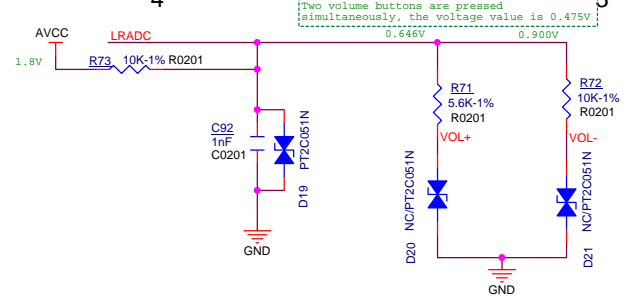 4
5
Two volume buttons are pressed
simultaneously, the voltage value is 0.475V
AVCC
LRADC
0.646V
0.900V
1.8V
R73 10K-1% R0201
R71
5.6K-1%
R0201
R72
10K-1%
R0201
C92
1nF
C0201
PT2C051N
D19
VOL+
VOL-
NC/PT2C051N
D20
NC/PT2C051N
D21
GND
GND